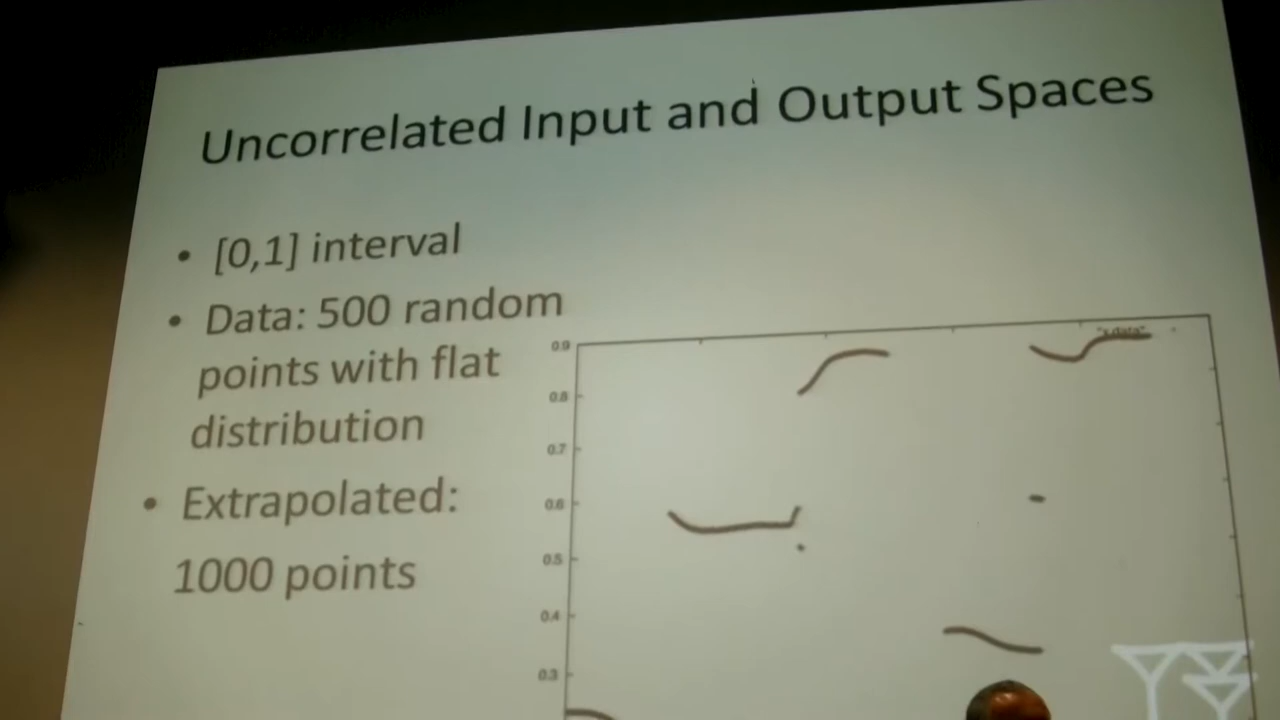 Uncorrelated Input and Output Spaces
• [0,1] interval
• Data: 500 random
points with flat
distribution
• Extrapolated:
1000 points
0.9
0.8
0.7
0.6
0.5
0.4
0.3